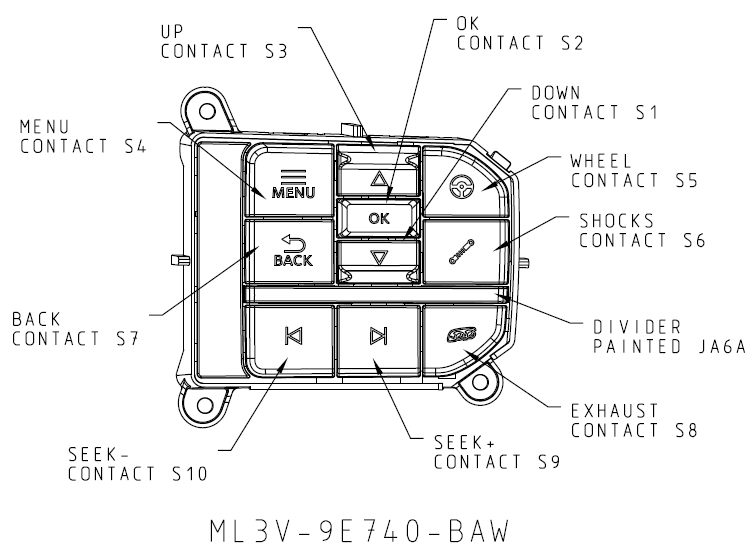 UP
CONTACT S3
OK
CONTACT S2
DOWN
CONTACT S1
MENU
CONTACT S4
WHEEL
CONTACT S5
MENU
OK
SHOCKS
CONTACT S6
BACK
BACK
CONTACT S7
DIVIDER
PAINTED JA6A
EXHAUST
CONTACT S8
SEEK-
CONTACT S10
SEEK+
CONTACT S9
ML3V-9E740-BAW